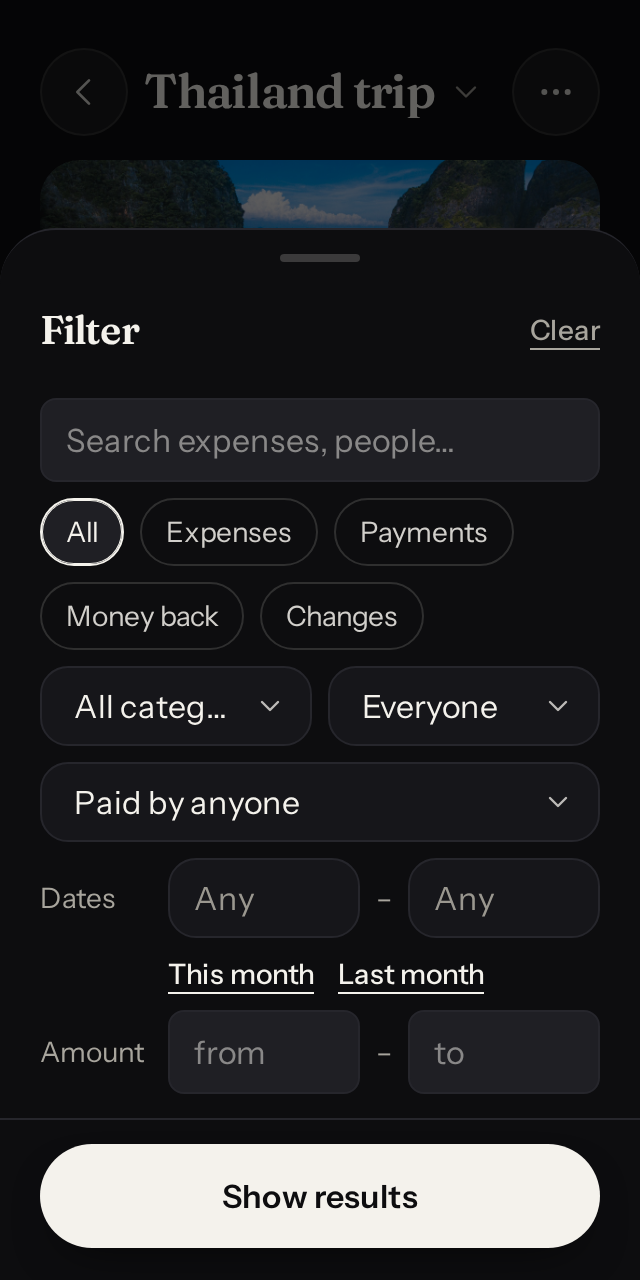 Thailand trip
Filter
Clear
Search expenses, people...
All
Expenses
Payments
Money back
Changes
All categ...
Everyone
Paid by anyone
Dates
Any
–
Any
This month
Last month
Amount
from
–
to
Show results